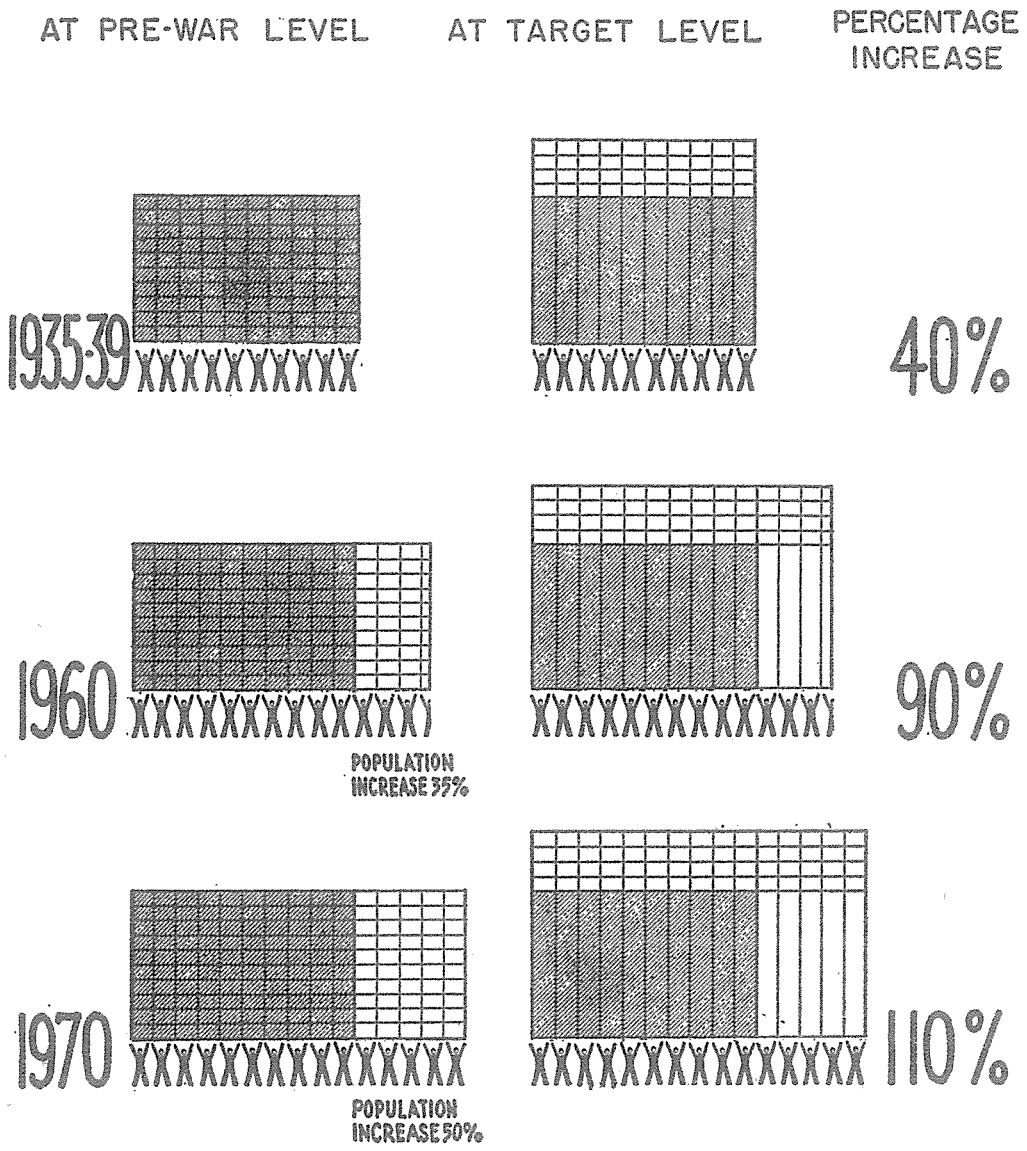 AT PRE-WAR LEVEL
AT TARGET LEVEL
PERCENTAGE
INCREASE
1935-39
40%
1960
90%
POPULATION
INCREASE 35%
1970
110%
POPULATION
INCREASE 50%